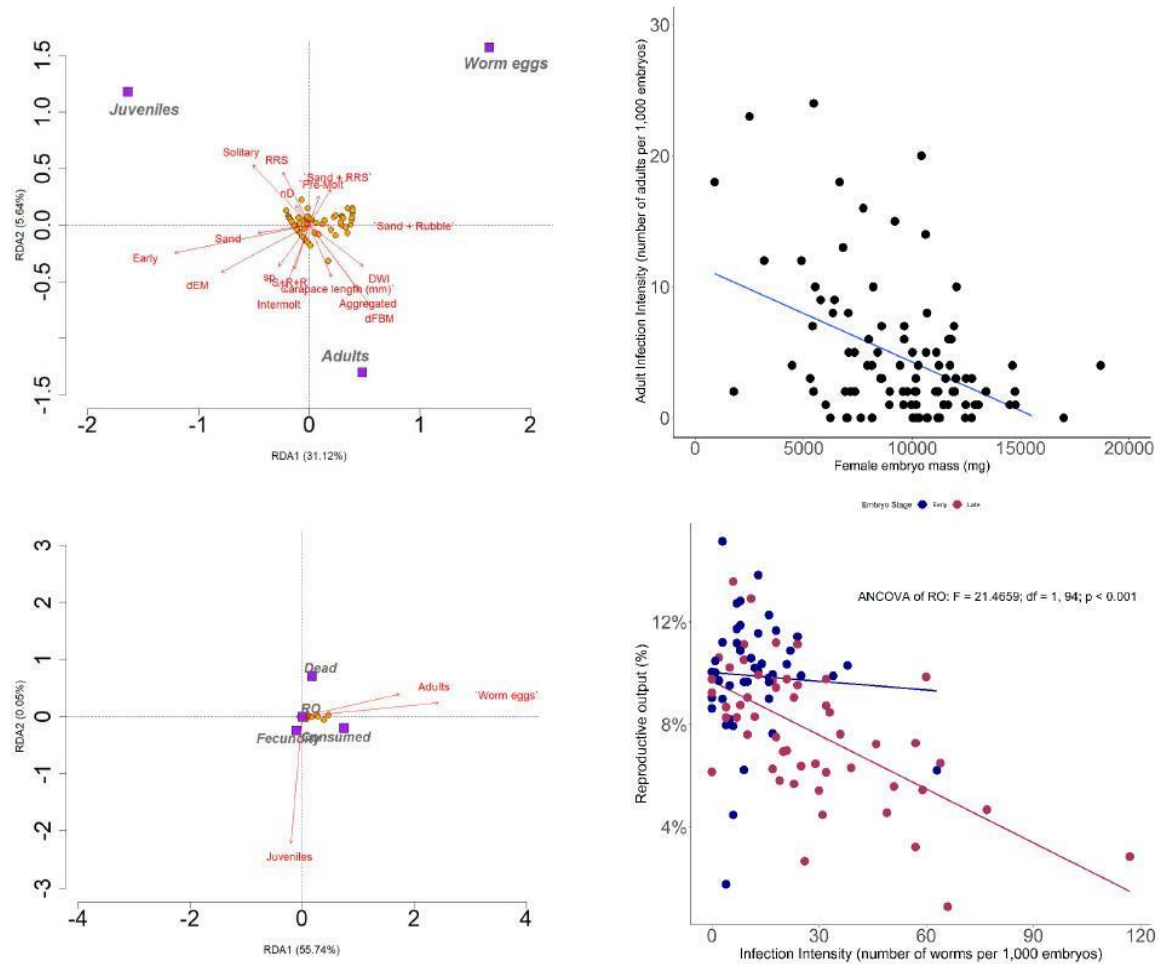 1.5
1.0
0.5
0.0
-0.5
-1.5
RDA2 (5.64%)
Juveniles
Worm eggs
Solitary
RRS
`Sand + RRS`
Pre-Molt
nD
`Sand + Rubble`
Sand
Early
dEM
sp
DWI
`S+R+R`
`Carapace length (mm)`
Intermolt
Aggregated
dFBM
Adults
-2 -1 0 1 2
RDA1 (31.12%)
30
20
10
0
Adult Infection Intensity (number of adults per 1,000 embryos)
0 5000 10000 15000 20000
Female embryo mass (mg)
3
2
1
0
-1
-2
-3
RDA2 (0.05%)
Dead
Adults
`Worm eggs`
RO
Fecundity
Consumed
Juveniles
-4 -2 0 2 4
RDA1 (55.74%)
Embryo Stage Early Late
ANCOVA of RO: F = 21.4659; df = 1, 94; p < 0.001
12%
8%
4%
Reproductive output (%)
0 30 60 90 120
Infection Intensity (number of worms per 1,000 embryos)